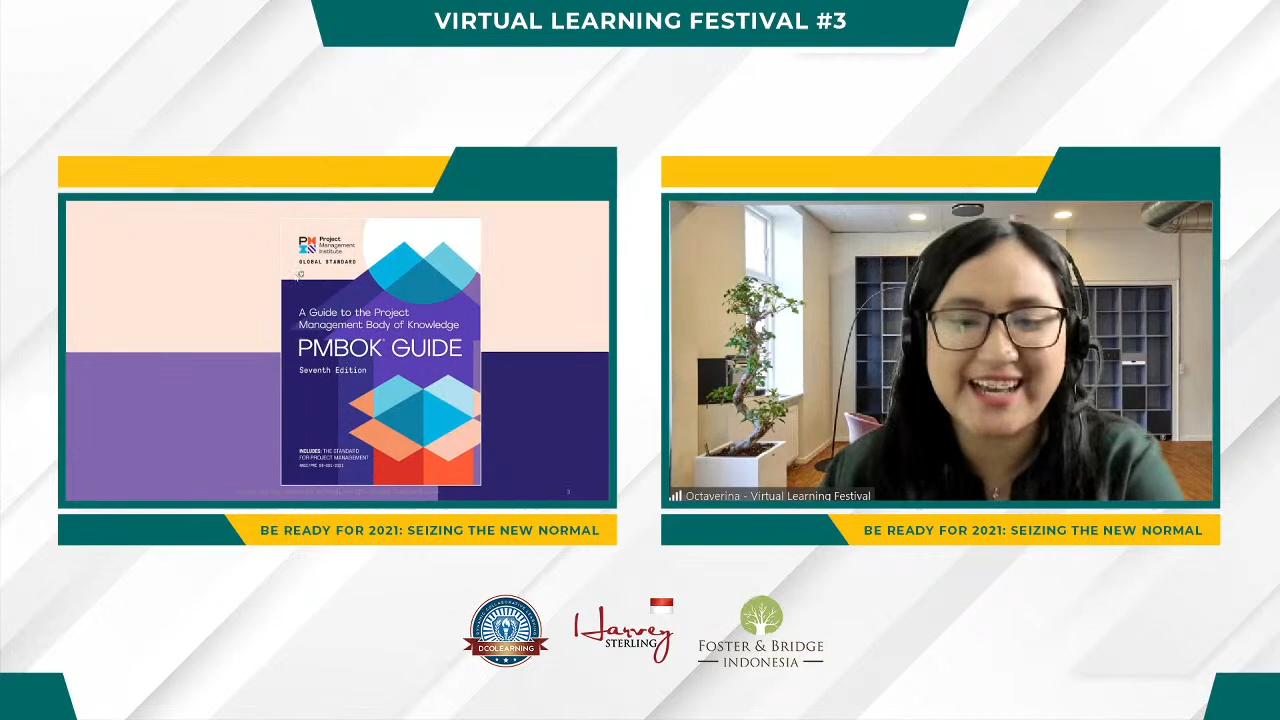 VIRTUAL LEARNING FESTIVAL #3
Project
Management
Institute
GLOBAL STANDARD
A Guide to the Project
Management Body of Knowledge
PMBOK® GUIDE
Seventh Edition
INCLUDES: THE STANDARD
FOR PROJECT MANAGEMENT
3
BE READY FOR 2021: SEIZING THE NEW NORMAL
Octaverina - Virtual Learning Festival
BE READY FOR 2021: SEIZING THE NEW NORMAL
DCOLEARNING
Harvey
STERLING
FOSTER & BRIDGE
INDONESIA